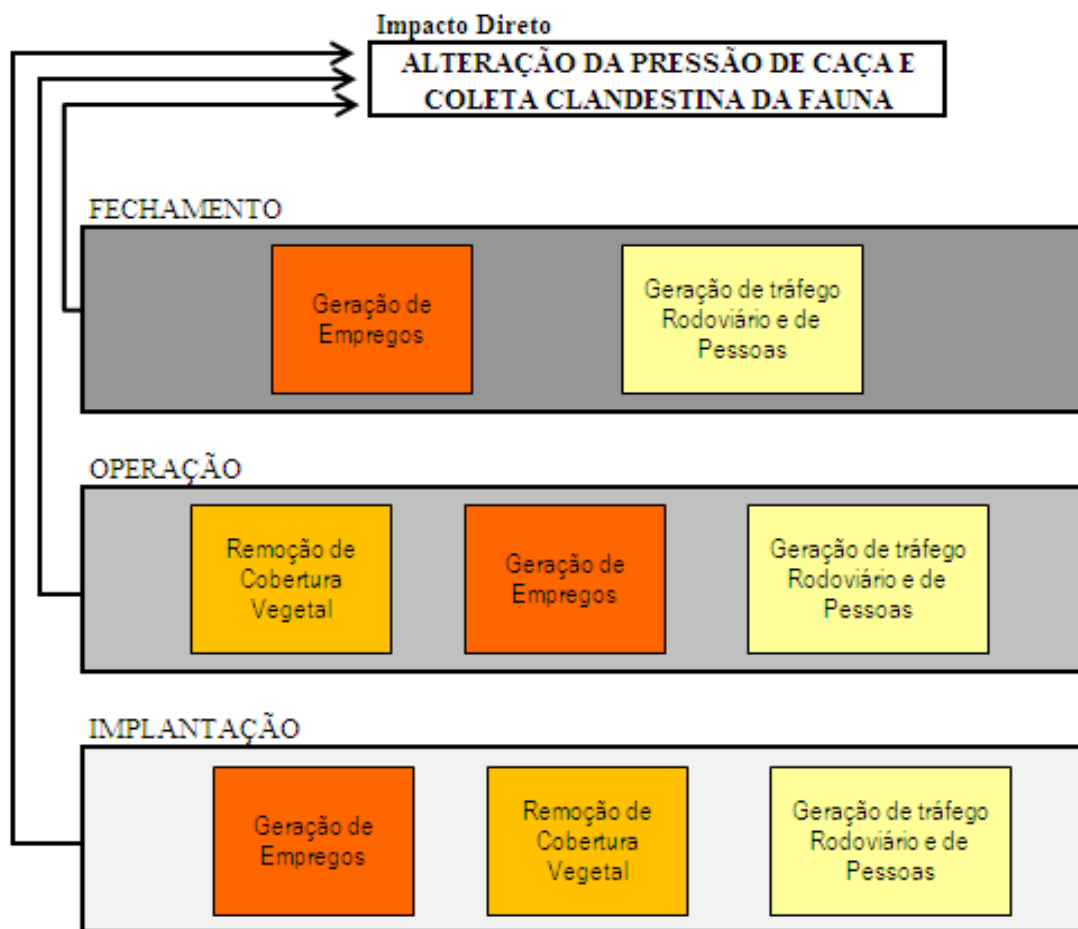 Impacto Direto
ALTERAÇÃO DA PRESSÃO DE CAÇA E
COLETA CLANDESTINA DA FAUNA
FECHAMENTO
Geração de
Empregos
Geração de tráfego
Rodoviário e de
Pessoas
OPERAÇÃO
Remoção de
Cobertura
Vegetal
Geração de
Empregos
Geração de tráfego
Rodoviário e de
Pessoas
IMPLANTAÇÃO
Geração de
Empregos
Remoção de
Cobertura
Vegetal
Geração de tráfego
Rodoviário e de
Pessoas